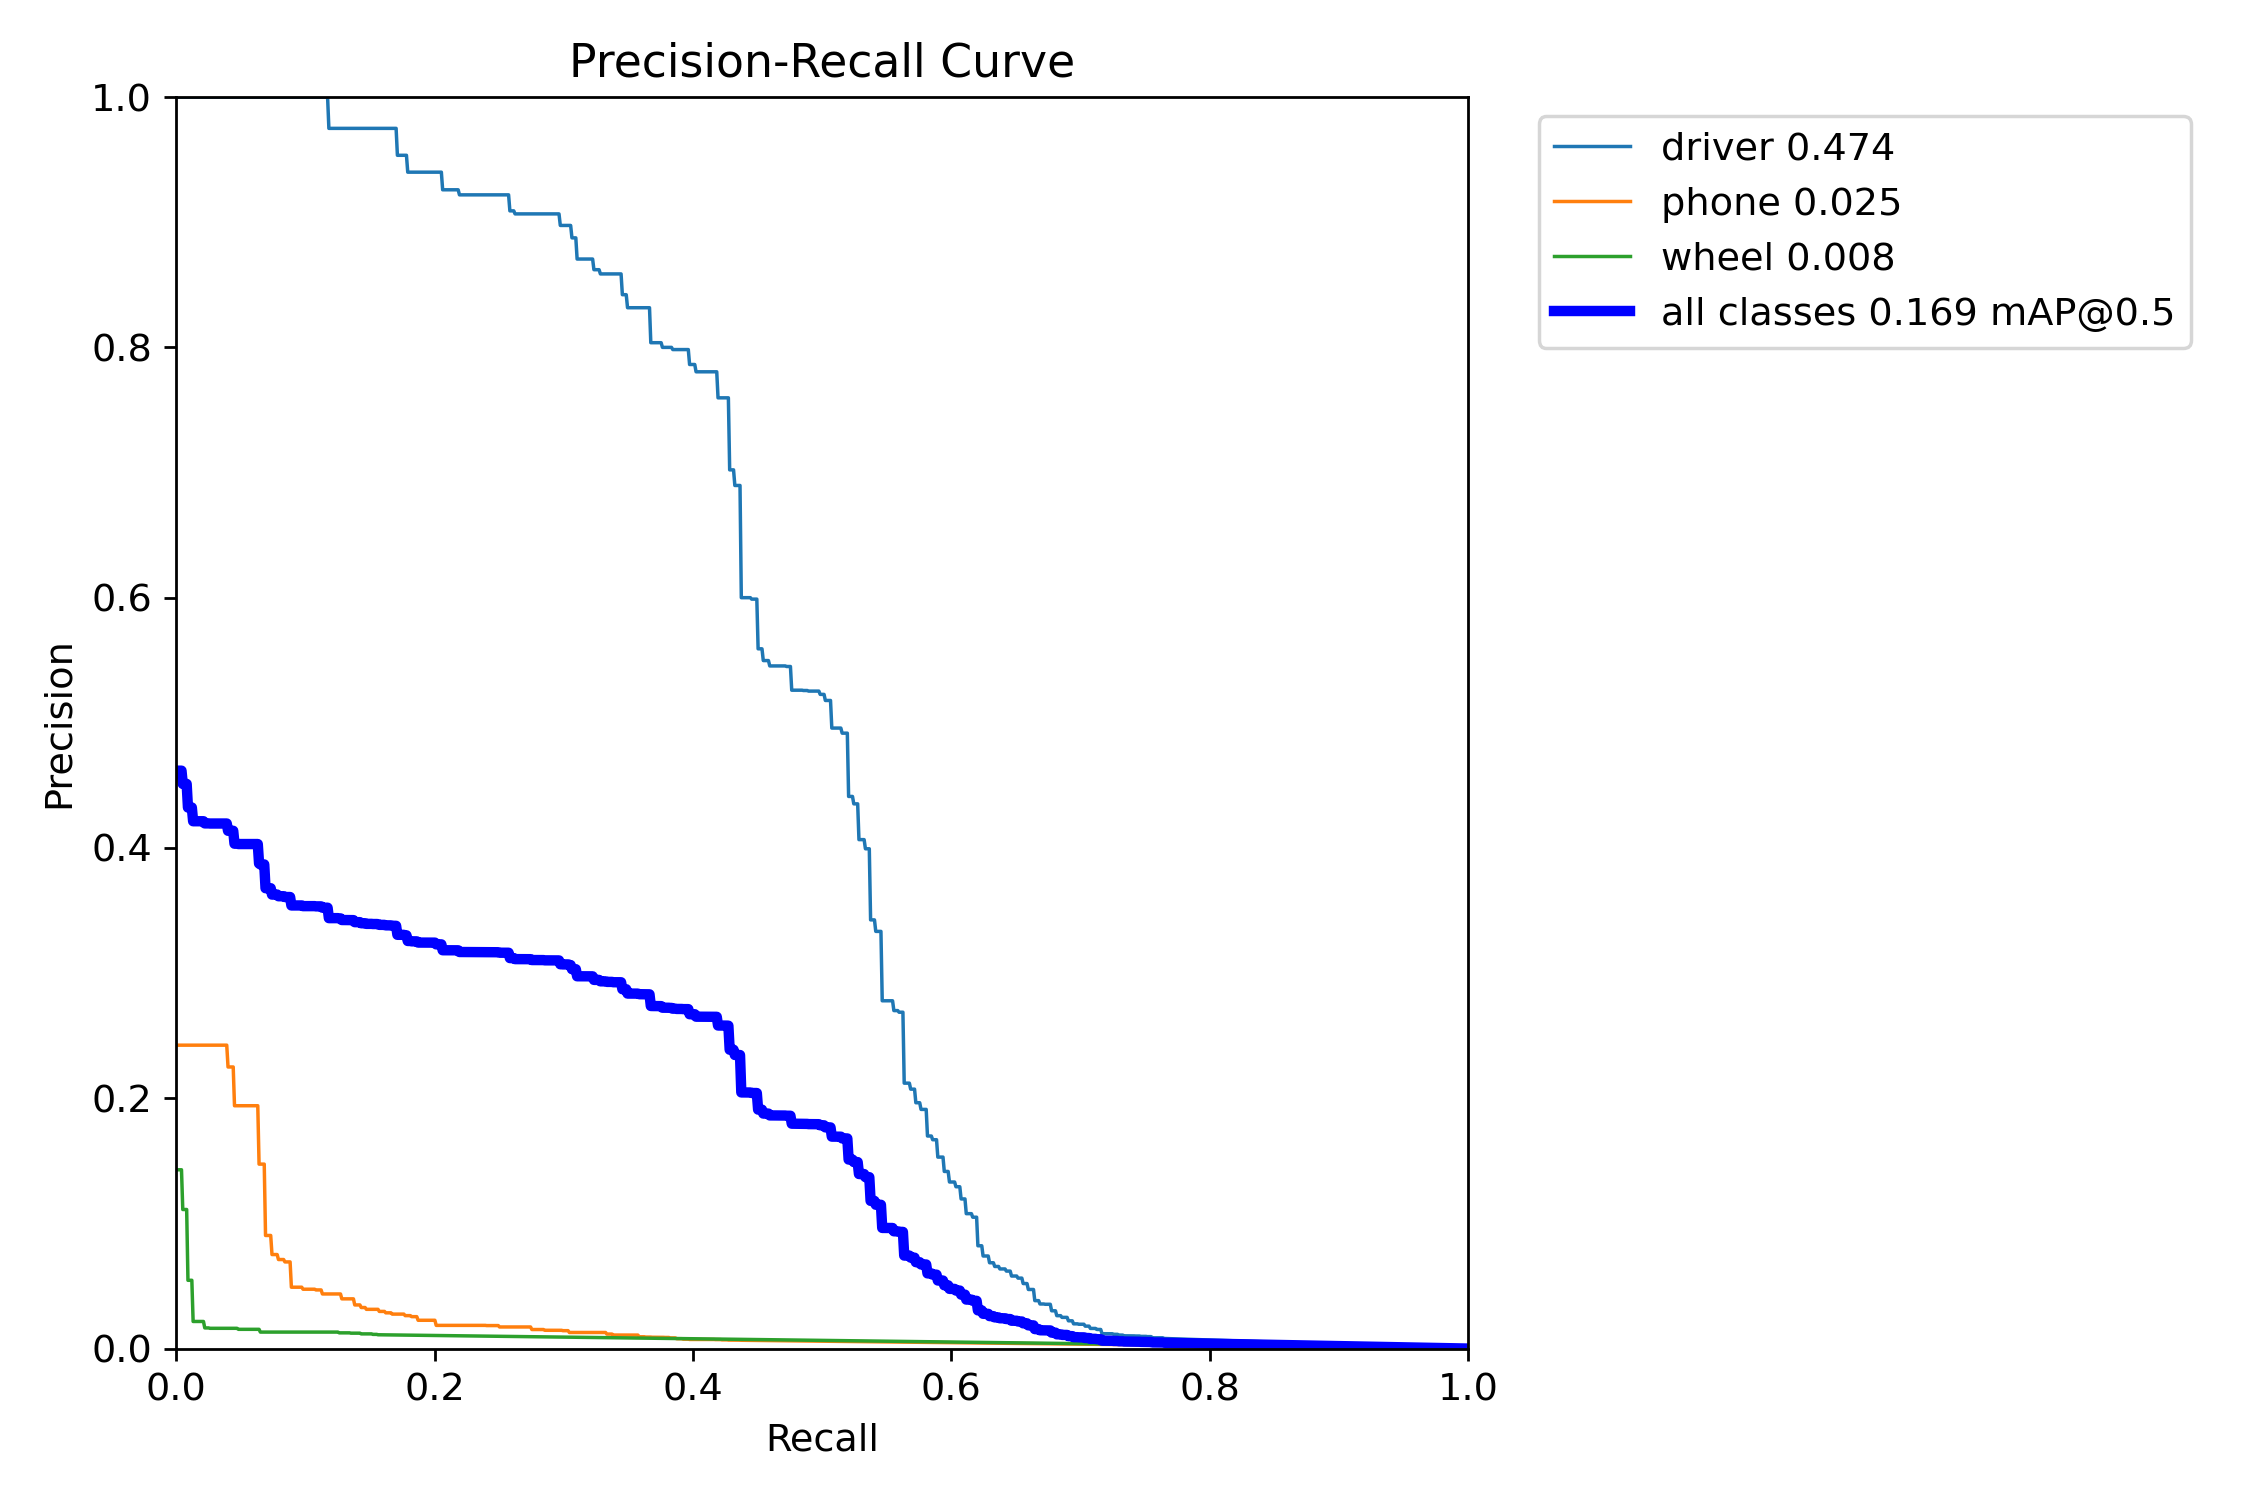 Precision-Recall Curve
1.0
0.8
0.6
0.4
0.2
0.0
Precision
0.0 0.2 0.4 0.6 0.8 1.0
Recall
driver 0.474
phone 0.025
wheel 0.008
all classes 0.169 mAP@0.5